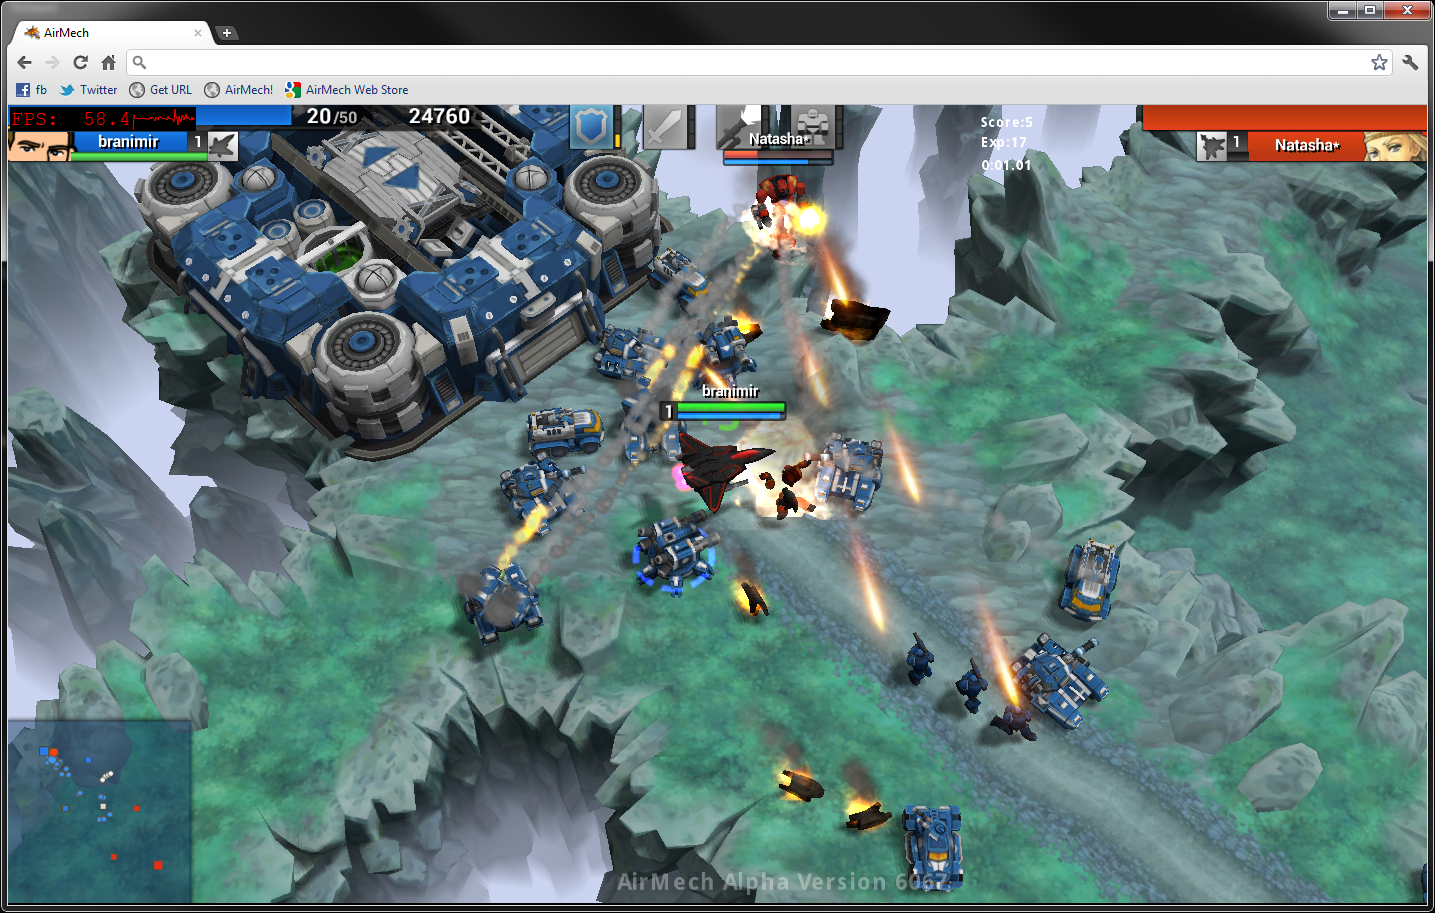 AirMech
fb
Twitter
Get URL
AirMech!
AirMech Web Store
FPS: 58.4
20/50
24760
branimir
1
Natasha*
Score:5
Exp:17
0:01.01
1
Natasha*
branimir
1
AirMech Alpha Version